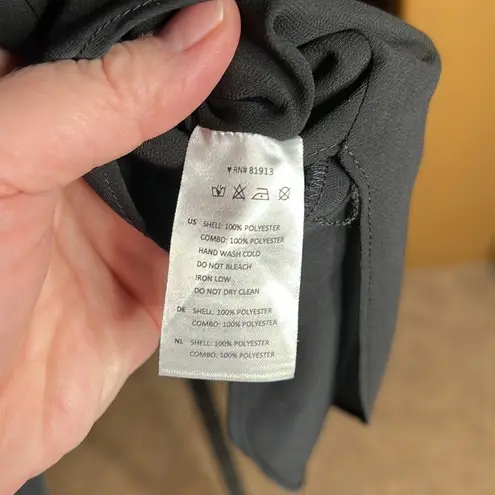 ♥ RN# 81913
US SHELL: 100% POLYESTER
COMBO: 100% POLYESTER
HAND WASH COLD
DO NOT BLEACH
IRON LOW
DO NOT DRY CLEAN
DE SHELL: 100% POLYESTER
COMBO: 100% POLYESTER
NL SHELL: 100% POLYESTER
COMBO: 100% POLYESTER